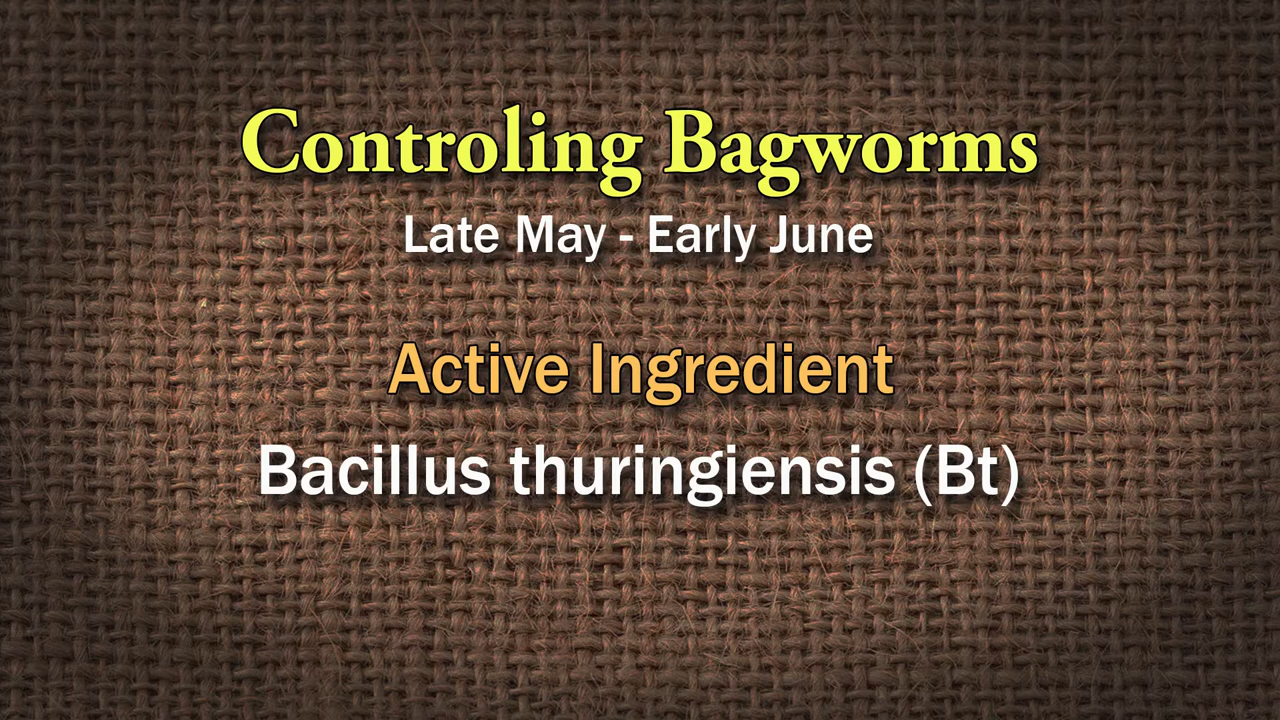 Controling Bagworms
Late May - Early June
Active Ingredient
Bacillus thuringiensis (Bt)